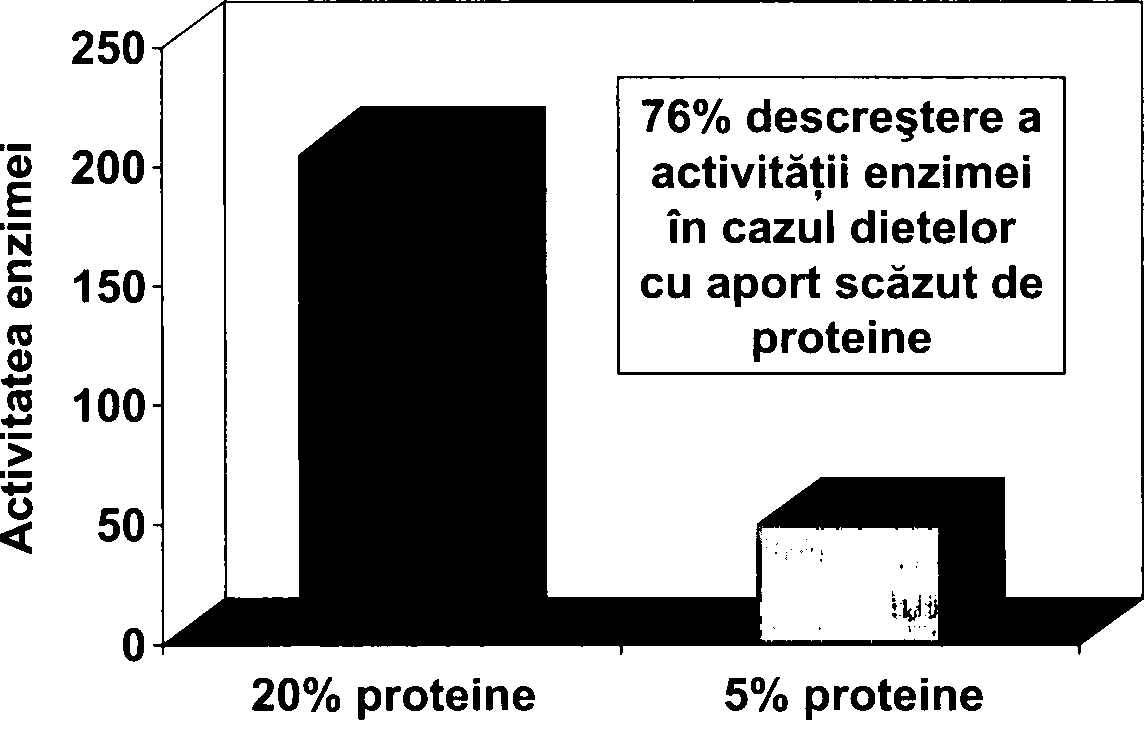 250
200
150
100
50
0
Activitatea enzimei
76% descreştere a
activităţii enzimei
în cazul dietelor
cu aport scăzut de
proteine
20% proteine
5% proteine